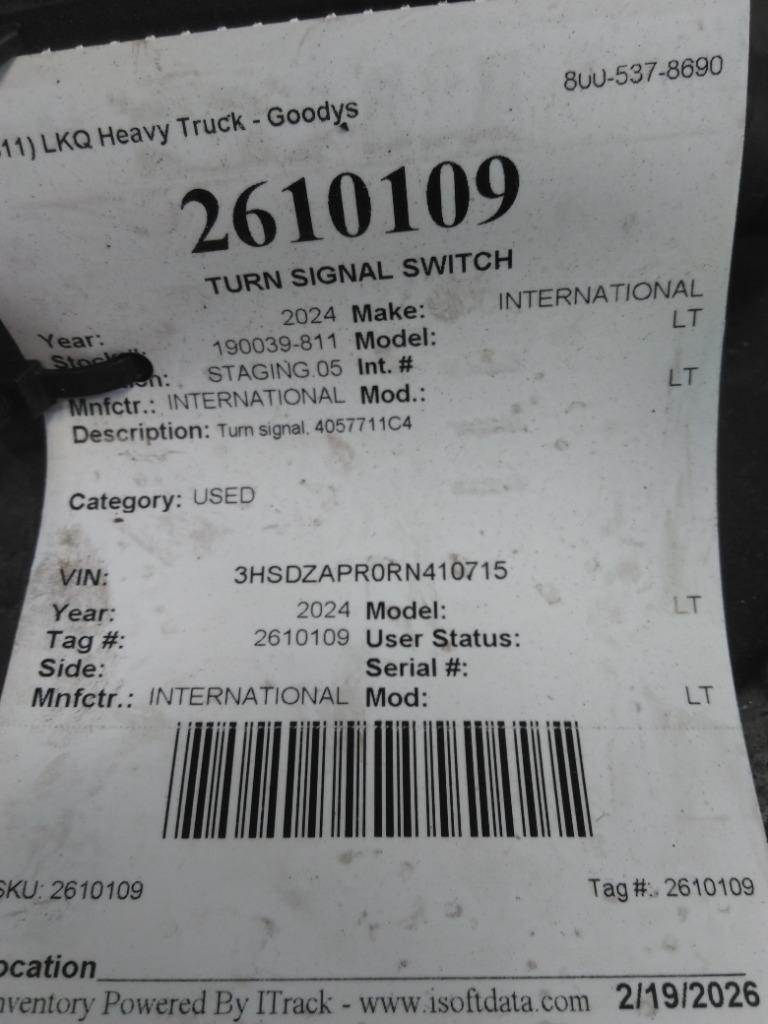 800-537-8690
11) LKQ Heavy Truck - Goodys
2610109
TURN SIGNAL SWITCH
Year: 2024 Make: INTERNATIONAL
Stock#: 190039-811 Model: LT
STAGING.05 Int. #
Mnfctr.: INTERNATIONAL Mod.: LT
Description: Turn signal, 4057711C4
Category: USED
VIN: 3HSDZAPR0RN410715
Year: 2024 Model: LT
Tag #: 2610109 User Status:
Side: Serial #:
Mnfctr.: INTERNATIONAL Mod: LT
SKU: 2610109 Tag #: 2610109
ocation
nventory Powered By ITrack - www.isoftdata.com 2/19/2026